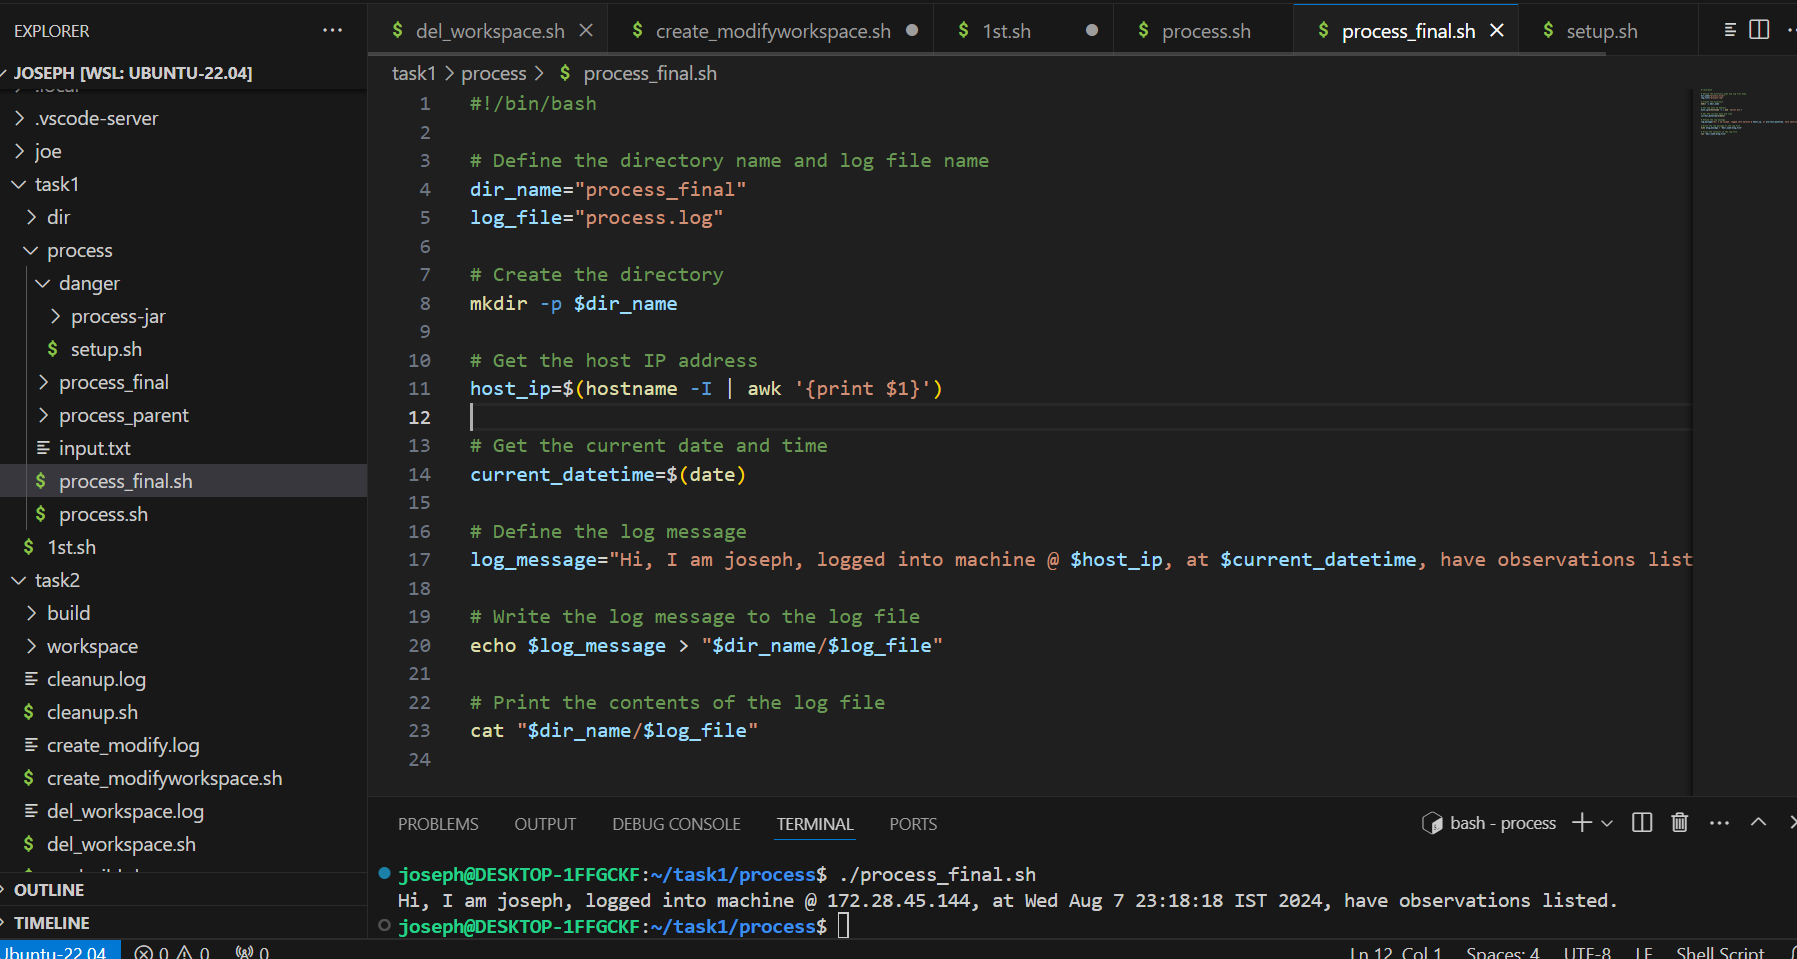 EXPLORER
JOSEPH [WSL: UBUNTU-22.04]
.vscode-server
joe
task1
dir
process
danger
process-jar
$ setup.sh
process_final
process_parent
input.txt
$ process_final.sh
$ process.sh
$ 1st.sh
task2
build
workspace
cleanup.log
$ cleanup.sh
create_modify.log
$ create_modifyworkspace.sh
del_workspace.log
$ del_workspace.sh
OUTLINE
TIMELINE
$ del_workspace.sh
$ create_modifyworkspace.sh
$ 1st.sh
$ process.sh
$ process_final.sh
$ setup.sh
task1 > process > $ process_final.sh
1 #!/bin/bash
2
3 # Define the directory name and log file name
4 dir_name="process_final"
5 log_file="process.log"
6
7 # Create the directory
8 mkdir -p $dir_name
9
10 # Get the host IP address
11 host_ip=$(hostname -I | awk '{print $1}')
12
13 # Get the current date and time
14 current_datetime=$(date)
15
16 # Define the log message
17 log_message="Hi, I am joseph, logged into machine @ $host_ip, at $current_datetime, have observations list
18
19 # Write the log message to the log file
20 echo $log_message > "$dir_name/$log_file"
21
22 # Print the contents of the log file
23 cat "$dir_name/$log_file"
24
PROBLEMS OUTPUT DEBUG CONSOLE TERMINAL PORTS
bash - process
joseph@DESKTOP-1FFGCKF:~/task1/process$ ./process_final.sh
Hi, I am joseph, logged into machine @ 172.28.45.144, at Wed Aug 7 23:18:18 IST 2024, have observations listed.
joseph@DESKTOP-1FFGCKF:~/task1/process$
Ubuntu-22.04 0 0 0 Ln 12, Col 1 Spaces: 4 UTF-8 LF Shell Script